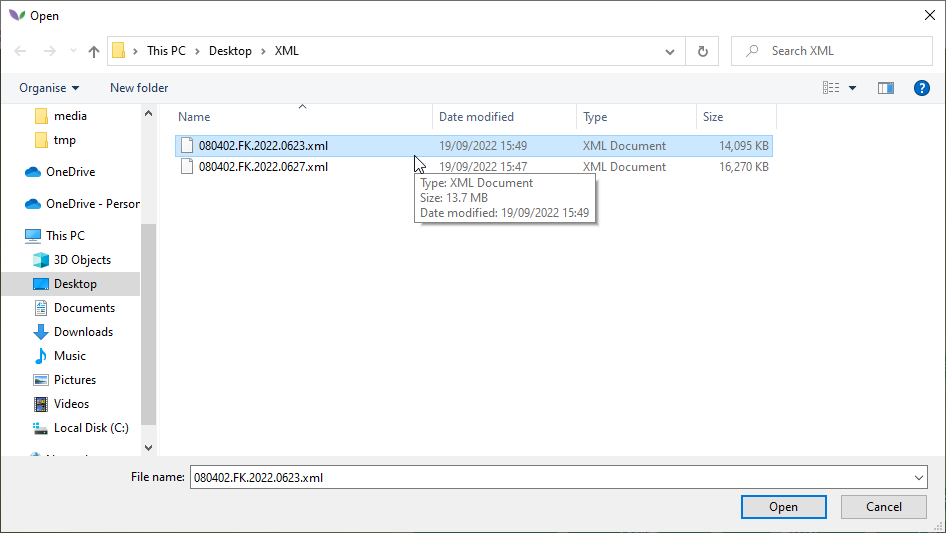 Open
This PC > Desktop > XML
Search XML
Organise
New folder
?
media
tmp
OneDrive
OneDrive - Person
This PC
3D Objects
Desktop
Documents
Downloads
Music
Pictures
Videos
Local Disk (C:)
Name Date modified Type Size
080402.FK.2022.0623.xml 19/09/2022 15:49 XML Document 14,095 KB
080402.FK.2022.0627.xml 19/09/2022 15:47 XML Document 16,270 KB
Type: XML Document
Size: 13.7 MB
Date modified: 19/09/2022 15:49
File name: 080402.FK.2022.0623.xml
Open Cancel